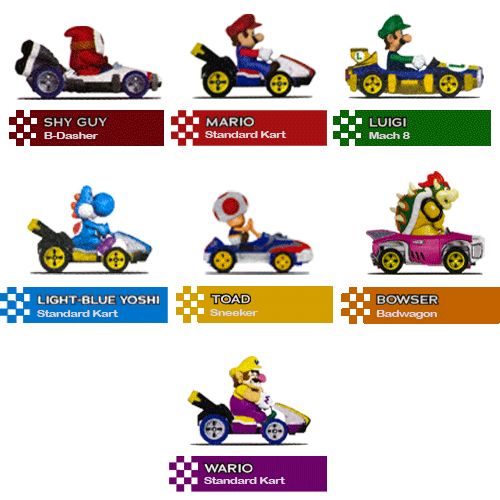 SHY GUY
B-Dasher
MARIO
Standard Kart
LUIGI
Mach 8
LIGHT-BLUE YOSHI
Standard Kart
TOAD
Sneeker
BOWSER
Badwagon
WARIO
Standard Kart